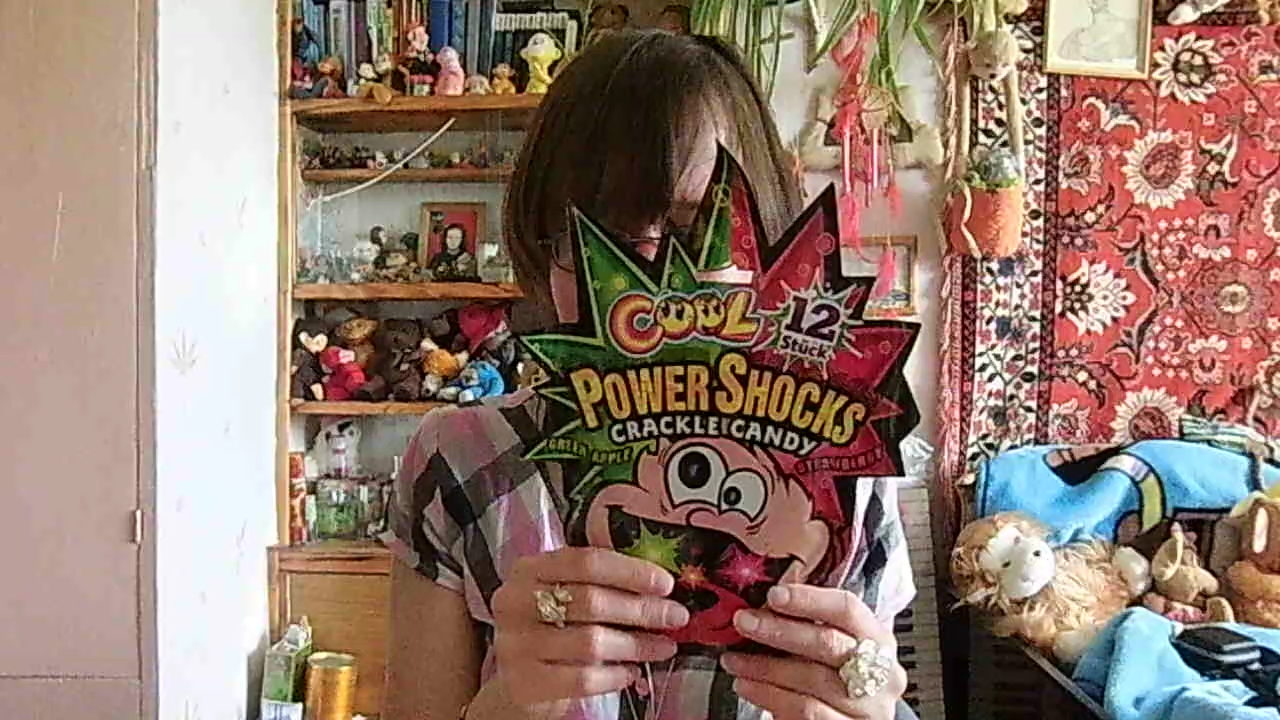 COOL
12
Stück
POWER SHOCKS
CRACKLE CANDY
GREEN APPLE
STRAWBERRY